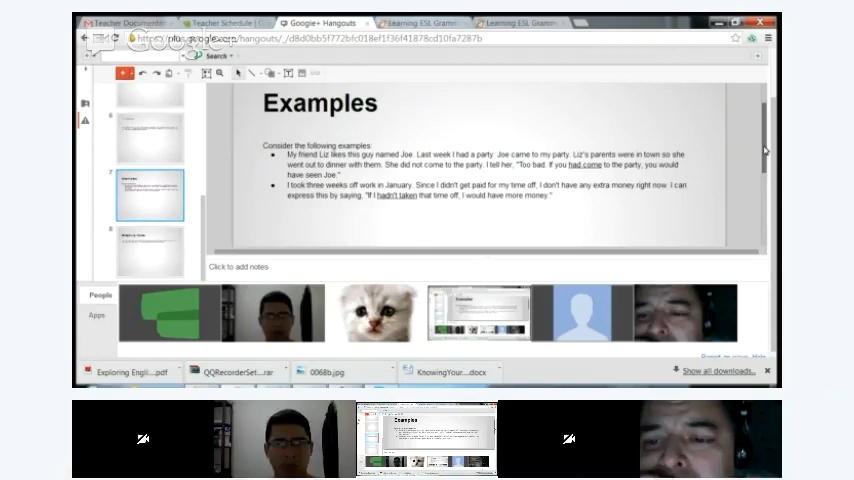 Teacher Documenter
Teacher Schedule | G
Google+ Hangouts
Learning ESL Gramm
Learning ESL Gramm
Google+
https://plus.google.com/hangouts/_/d8d0bb5f772bfc018ef1f36f41878cd10fa7287b
Search
Examples
Consider the following examples:
My friend Liz likes this guy named Joe. Last week I had a party. Joe came to my party. Liz's parents were in town so she
went out to dinner with them. She did not come to the party. I tell her, "Too bad. If you had come to the party, you would
have seen Joe."
I took three weeks off work in January. Since I didn't get paid for my time off, I don't have any extra money right now. I can
express this by saying, "If I hadn't taken that time off, I would have more money."
6
7
8
Click to add notes
People
Apps
Exploring Engli....pdf
QQRecorderSet....rar
0068b.jpg
KnowingYour....docx
Show all downloads...
Examples